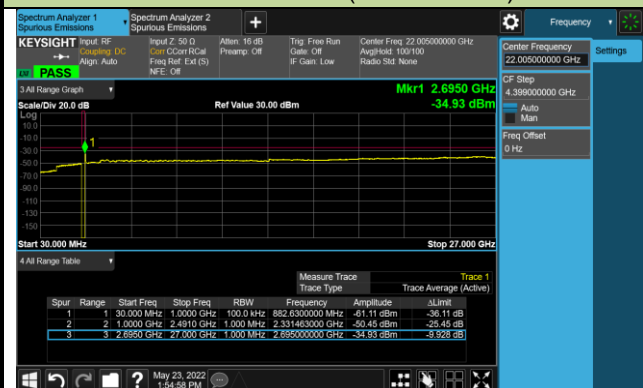 Spectrum Analyzer 1
Spurious Emissions
Spectrum Analyzer 2
Spurious Emissions
Frequency
KEYSIGHT
Input: RF
Coupling: DC
Align: Auto
Input Z: 50 Ω
Corr CCorr RCal
Freq Ref: Ext (S)
NFE: Off
Atten: 16 dB
Preamp: Off
Trig: Free Run
Gate: Off
IF Gain: Low
Center Freq: 22.005000000 GHz
Avg|Hold: 100/100
Radio Std: None
PASS
Center Frequency
22.005000000 GHz
Settings
CF Step
4.399000000 GHz
Auto
Man
Freq Offset
0 Hz
3 All Range Graph
Mkr1 2.6950 GHz
Scale/Div 20.0 dB
Ref Value 30.00 dBm
-34.93 dBm
Log
10.0
-10.0
-30.0
-50.0
-70.0
-90.0
-110
-130
-150
1
Start 30.000 MHz
Stop 27.000 GHz
4 All Range Table
Measure Trace Trace 1
Trace Type Trace Average (Active)
Spur Range Start Freq Stop Freq RBW Frequency Amplitude ΔLimit
1 1 30.000 MHz 1.0000 GHz 100.0 kHz 882.6300000 MHz -61.11 dBm -36.11 dB
2 2 1.0000 GHz 2.4910 GHz 1.000 MHz 2.331463000 GHz -50.45 dBm -25.45 dB
3 3 2.6950 GHz 27.000 GHz 1.000 MHz 2.695000000 GHz -34.93 dBm -9.928 dB
May 23, 2022
1:54:58 PM